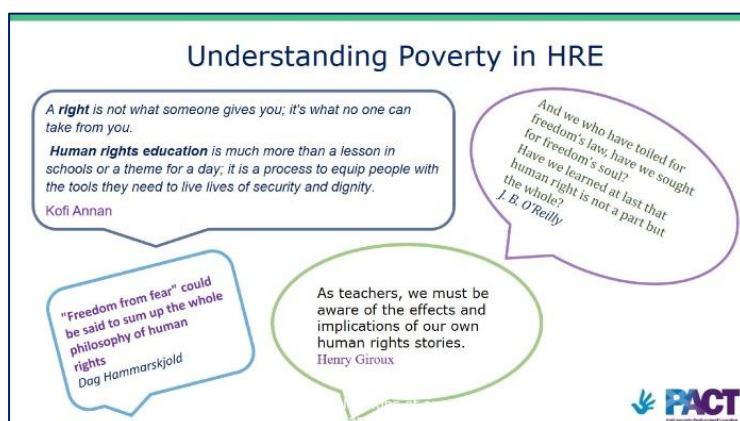 Understanding Poverty in HRE
A right is not what someone gives you; it's what no one can
take from you.
Human rights education is much more than a lesson in
schools or a theme for a day; it is a process to equip people with
the tools they need to live lives of security and dignity.
Kofi Annan
And we who have toiled for
freedom's law, have we sought
for freedom's soul?
Have we learned at last that
human right is not a part but
the whole?
J. B. O'Reilly
"Freedom from fear" could
be said to sum up the whole
philosophy of human
rights
Dag Hammarskjold
As teachers, we must be
aware of the effects and
implications of our own
human rights stories.
Henry Giroux
PACT